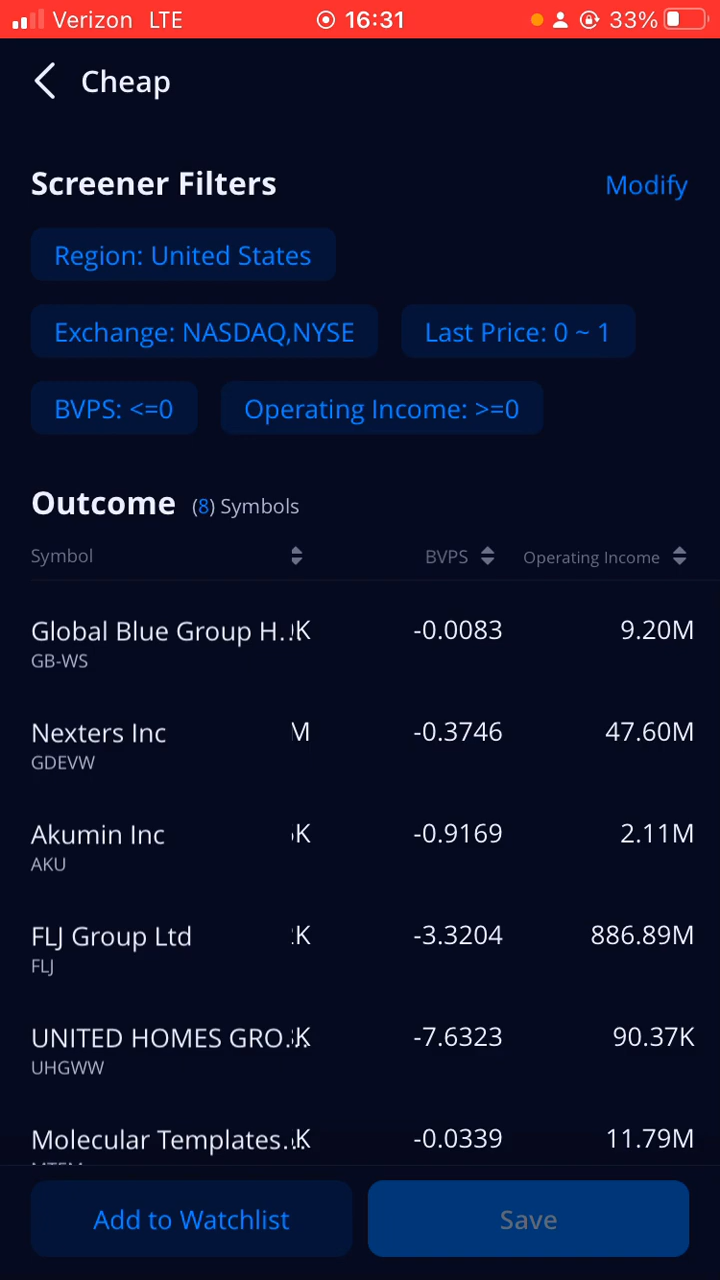 Verizon LTE 16:31 33%
Cheap
Screener Filters Modify
Region: United States
Exchange: NASDAQ,NYSE Last Price: 0 ~ 1
BVPS: <=0 Operating Income: >=0
Outcome (8) Symbols
Symbol BVPS Operating Income
Global Blue Group H... K -0.0083 9.20M
GB-WS
Nexters Inc M -0.3746 47.60M
GDEVW
Akumin Inc K -0.9169 2.11M
AKU
FLJ Group Ltd K -3.3204 886.89M
FLJ
UNITED HOMES GRO... K -7.6323 90.37K
UHGWW
Molecular Templates... K -0.0339 11.79M
Add to Watchlist Save